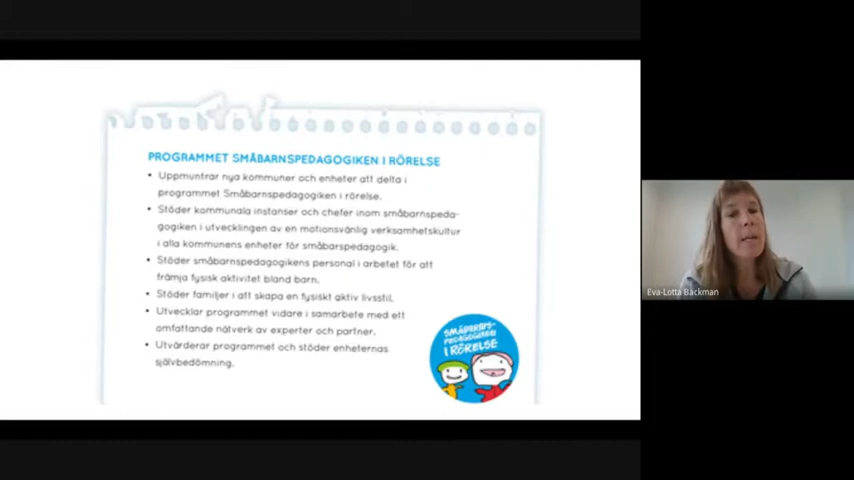 PROGRAMMET SMÅBARNSPEDAGOGIKEN I RÖRELSE
• Uppmuntrar nya kommuner och enheter att delta i
programmet Småbarnspedagogiken i rörelse.
• Stöder kommunala instanser och chefer inom småbarnspeda-
gogiken i utvecklingen av en motionsvänlig verksamhetskultur
i alla kommunens enheter för småbarspedagogik.
• Stöder småbarnspedagogikens personal i arbetet för att
främja fysisk aktivitet bland barn.
• Stöder familjer i att skapa en fysiskt aktiv livsstil.
• Utvecklar programmet vidare i samarbete med ett
omfattande nätverk av experter och partner.
• Utvärderar programmet och stöder enheternas
självbedömning.
SMÅBARNS-
PEDAGOGIKEN
I RÖRELSE
Eva-Lotta Backman